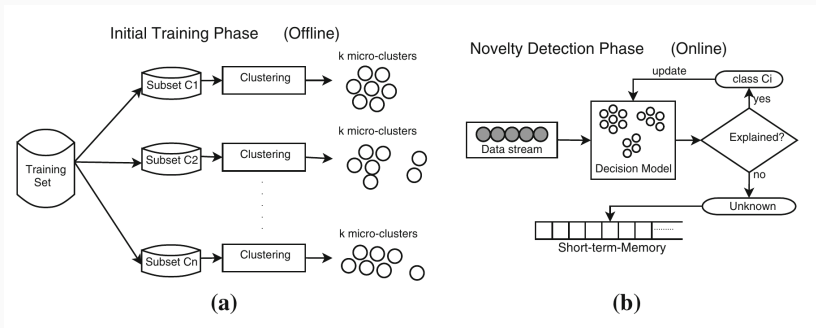 Initial Training Phase (Offline)
k micro-clusters
Subset C1
Clustering
k micro-clusters
Training
Set
Subset C2
Clustering
k micro-clusters
Subset Cn
Clustering
(a)
Novelty Detection Phase (Online)
update
class Ci
yes
Data stream
Decision Model
Explained?
no
Unknown
Short-term-Memory
(b)